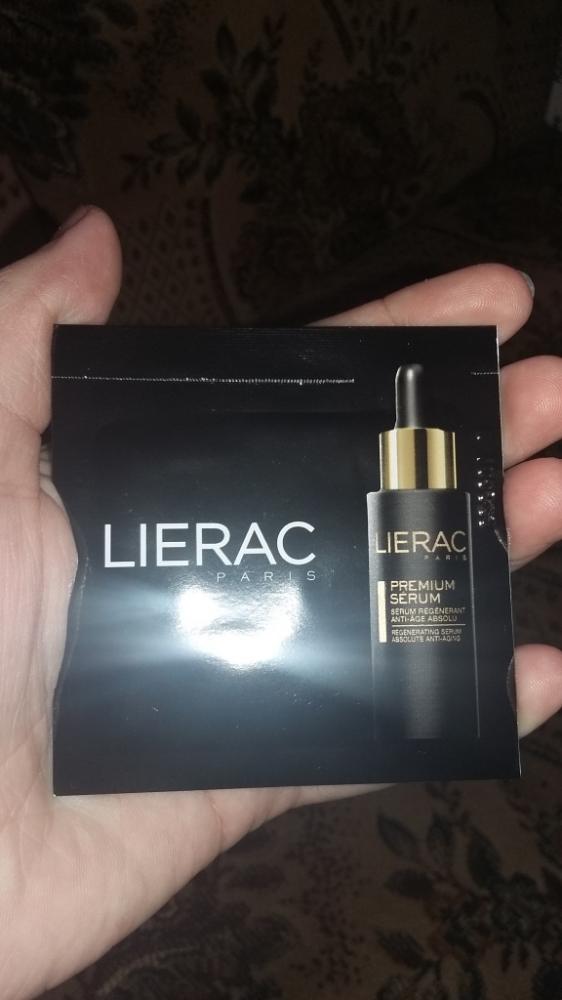 LIERAC
PARIS
LIERAC
PARIS
PREMIUM
SÉRUM
SÉRUM RÉGÉNÉRANT
ANTI-ÂGE ABSOLU
REGENERATING SERUM
ABSOLUTE ANTI-AGING